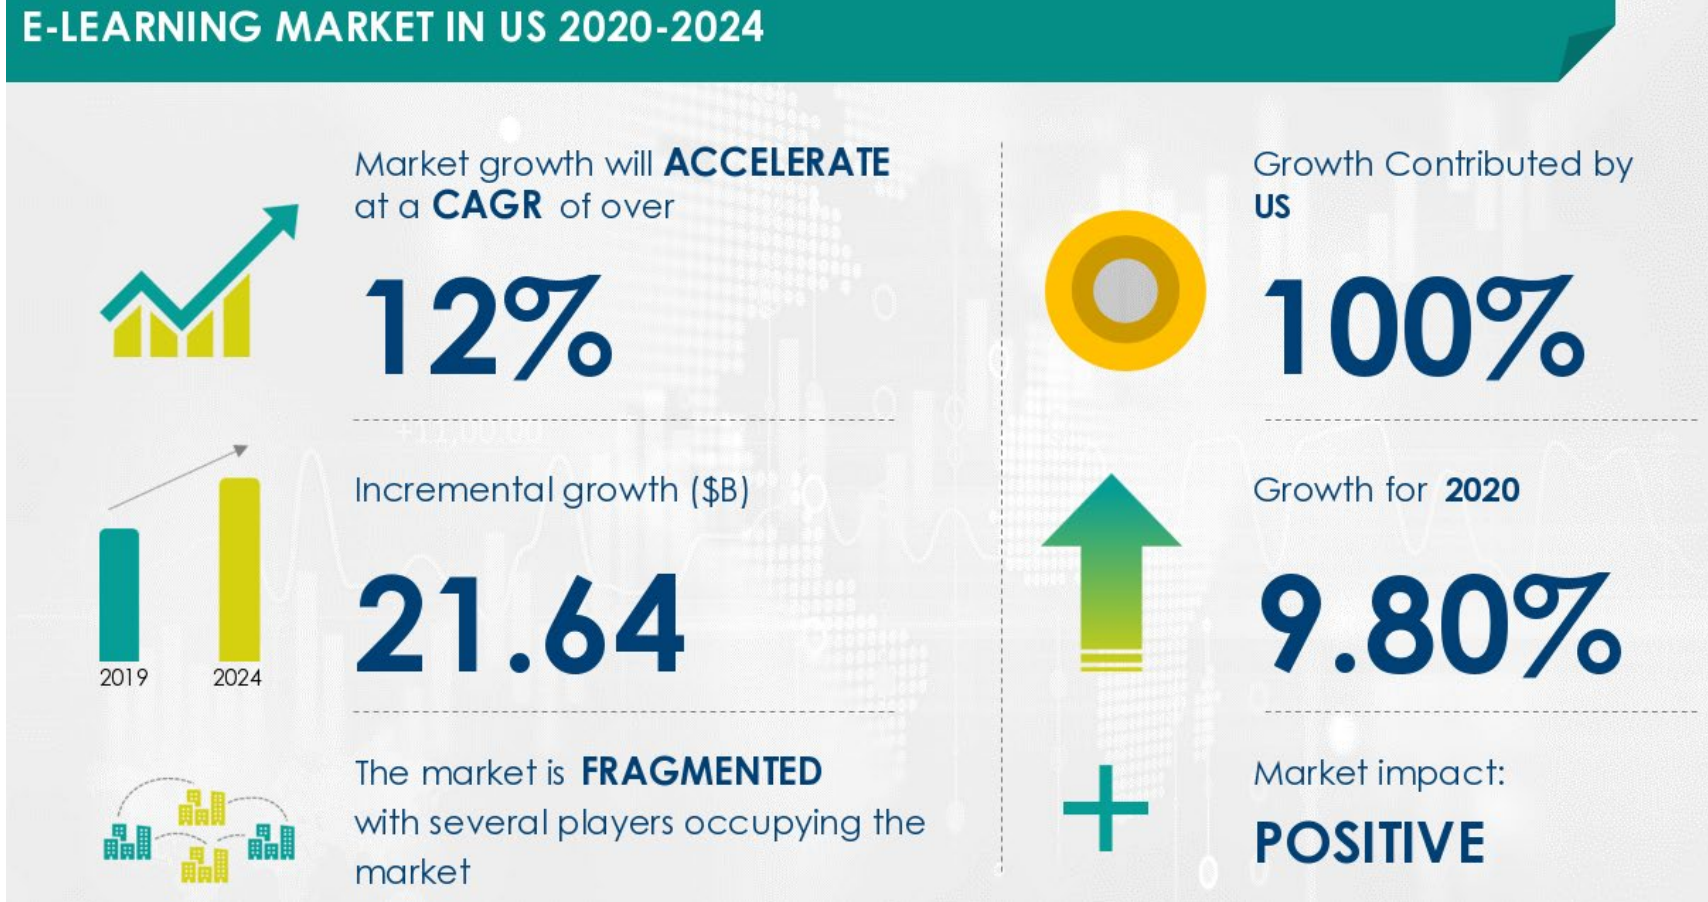 E-LEARNING MARKET IN US 2020-2024
Market growth will ACCELERATE
at a CAGR of over
12%
Incremental growth ($B)
21.64
2019
2024
The market is FRAGMENTED
with several players occupying the
market
Growth Contributed by
US
100%
Growth for 2020
9.80%
Market impact:
POSITIVE